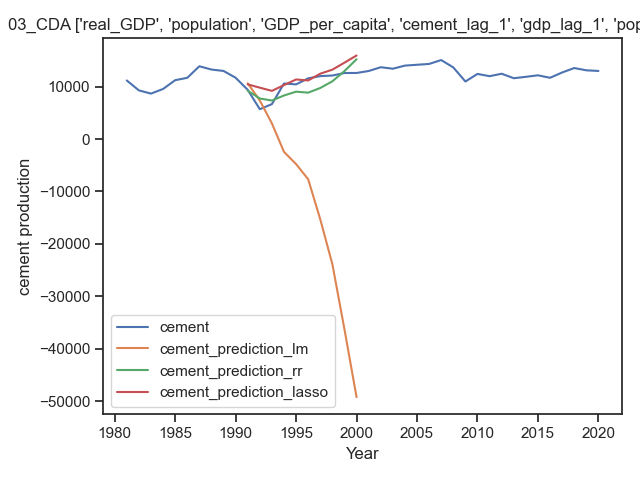 03_CDA ['real_GDP', 'population', 'GDP_per_capita', 'cement_lag_1', 'gdp_lag_1', 'pop
10000
0
−10000
−20000
−30000
−40000
−50000
cement production
cement
cement_prediction_lm
cement_prediction_rr
cement_prediction_lasso
1980 1985 1990 1995 2000 2005 2010 2015 2020
Year